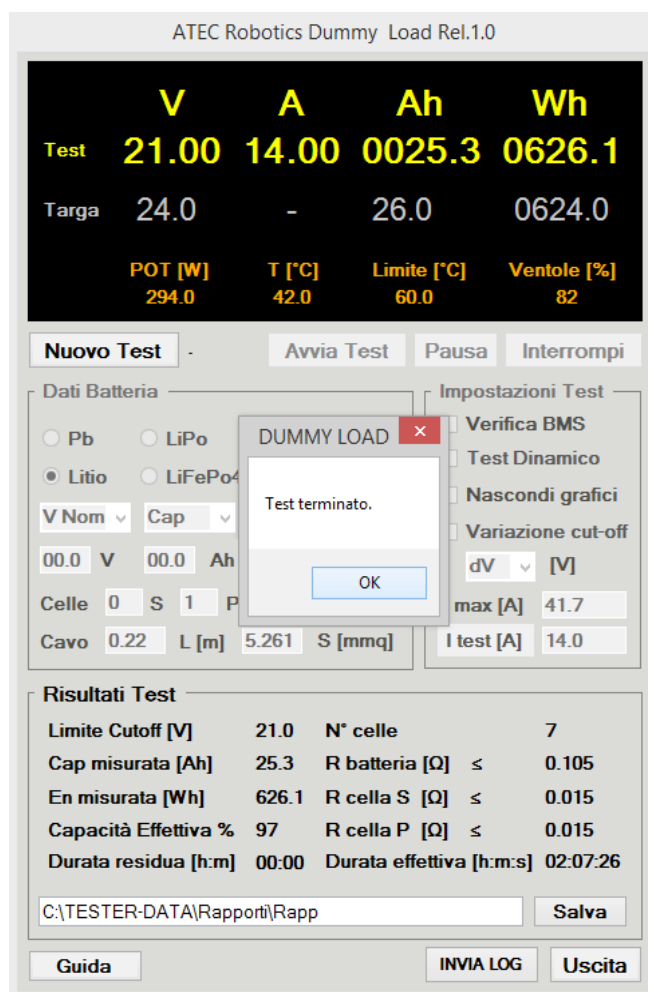 ATEC Robotics Dummy Load Rel.1.0
V A Ah Wh
Test 21.00 14.00 0025.3 0626.1
Targa 24.0 - 26.0 0624.0
POT [W] T [°C] Limite [°C] Ventole [%]
294.0 42.0 60.0 82
Nuovo Test - Avvia Test Pausa Interrompi
Dati Batteria Impostazioni Test
Pb LiPo DUMMY LOAD × Verifica BMS
Litio LiFePo4 Test Dinamico
Test terminato. Nascondi grafici
V Nom Cap Variazione cut-off
00.0 V 00.0 Ah OK dV [V]
Celle 0 S 1 P max [A] 41.7
Cavo 0.22 L [m] 5.261 S [mmq] I test [A] 14.0
Risultati Test
Limite Cutoff [V] 21.0 N° celle 7
Cap misurata [Ah] 25.3 R batteria [Ω] ≤ 0.105
En misurata [Wh] 626.1 R cella S [Ω] ≤ 0.015
Capacità Effettiva % 97 R cella P [Ω] ≤ 0.015
Durata residua [h:m] 00:00 Durata effettiva [h:m:s] 02:07:26
C:\TESTER-DATA\Rapporti\Rapp Salva
Guida INVIA LOG Uscita